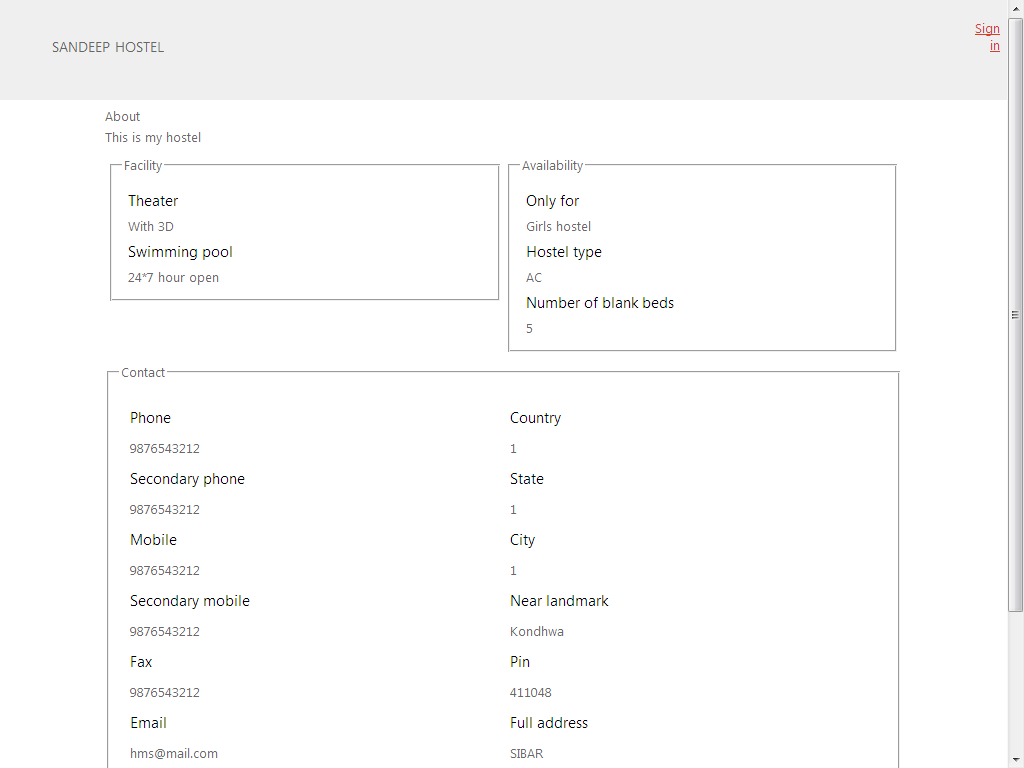 SANDEEP HOSTEL
Sign
in
About
This is my hostel
Facility
Theater
With 3D
Swimming pool
24*7 hour open
Availability
Only for
Girls hostel
Hostel type
AC
Number of blank beds
5
Contact
Phone
9876543212
Secondary phone
9876543212
Mobile
9876543212
Secondary mobile
9876543212
Fax
9876543212
Email
hms@mail.com
Country
1
State
1
City
1
Near landmark
Kondhwa
Pin
411048
Full address
SIBAR